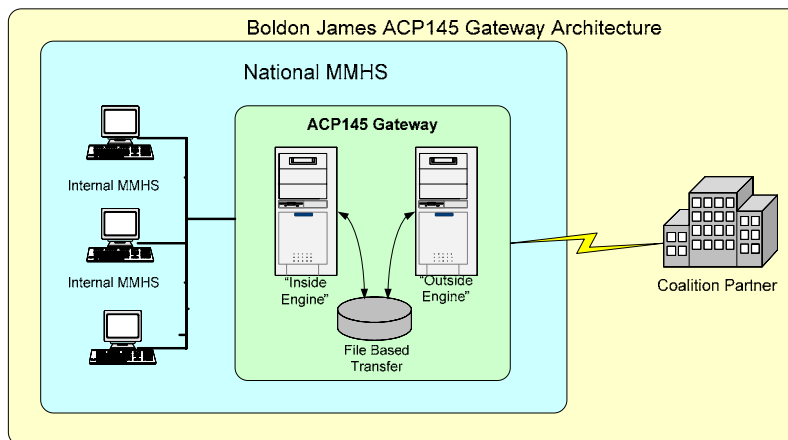 Boldon James ACP145 Gateway Architecture
National MMHS
ACP145 Gateway
Internal MMHS
Internal MMHS
“Inside
Engine”
“Outside
Engine”
File Based
Transfer
Coalition Partner